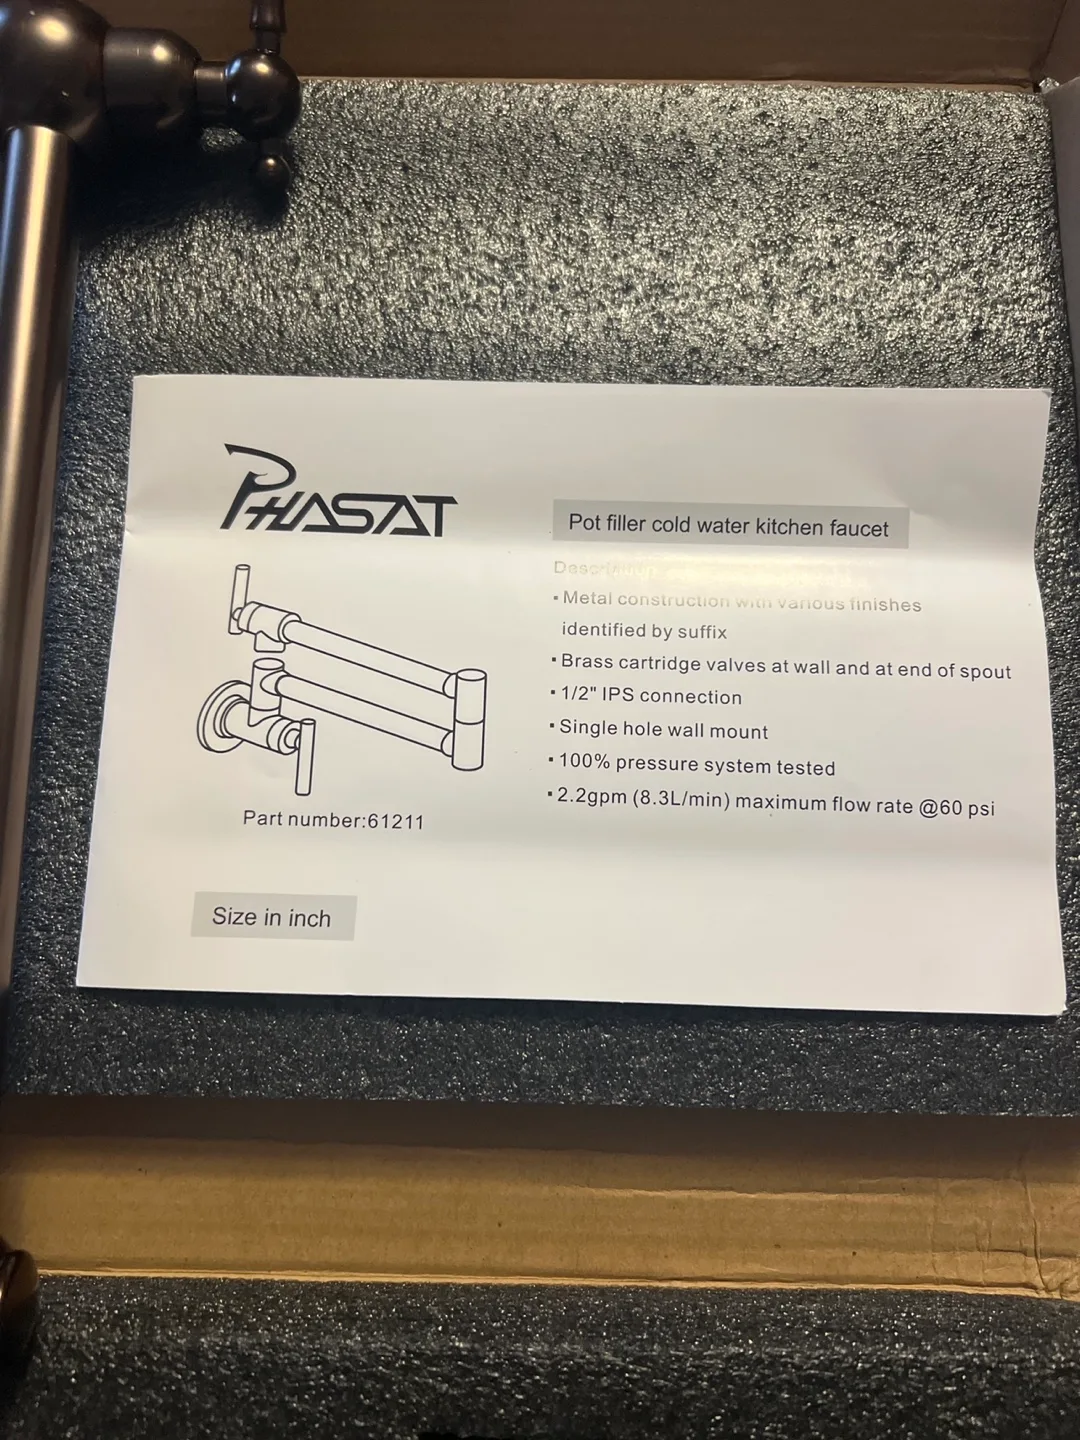 PHASAT
Pot filler cold water kitchen faucet
Description:
▪ Metal construction with various finishes
identified by suffix
▪ Brass cartridge valves at wall and at end of spout
▪ 1/2" IPS connection
▪ Single hole wall mount
▪ 100% pressure system tested
▪ 2.2gpm (8.3L/min) maximum flow rate @60 psi
Part number:61211
Size in inch